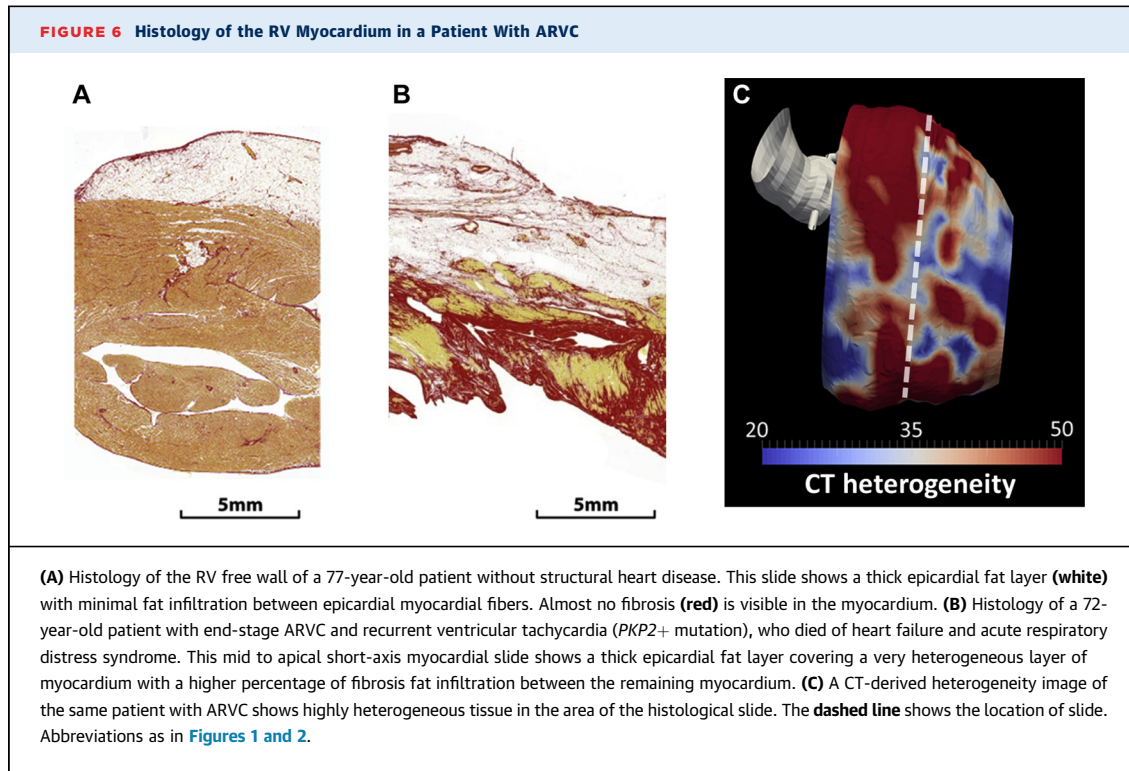 FIGURE 6 Histology of the RV Myocardium in a Patient With ARVC
A
B
C
5mm
5mm
20
35
50
CT heterogeneity
(A) Histology of the RV free wall of a 77-year-old patient without structural heart disease. This slide shows a thick epicardial fat layer (white)
with minimal fat infiltration between epicardial myocardial fibers. Almost no fibrosis (red) is visible in the myocardium. (B) Histology of a 72-
year-old patient with end-stage ARVC and recurrent ventricular tachycardia (PKP2+ mutation), who died of heart failure and acute respiratory
distress syndrome. This mid to apical short-axis myocardial slide shows a thick epicardial fat layer covering a very heterogeneous layer of
myocardium with a higher percentage of fibrosis fat infiltration between the remaining myocardium. (C) A CT-derived heterogeneity image of
the same patient with ARVC shows highly heterogeneous tissue in the area of the histological slide. The dashed line shows the location of slide.
Abbreviations as in Figures 1 and 2.